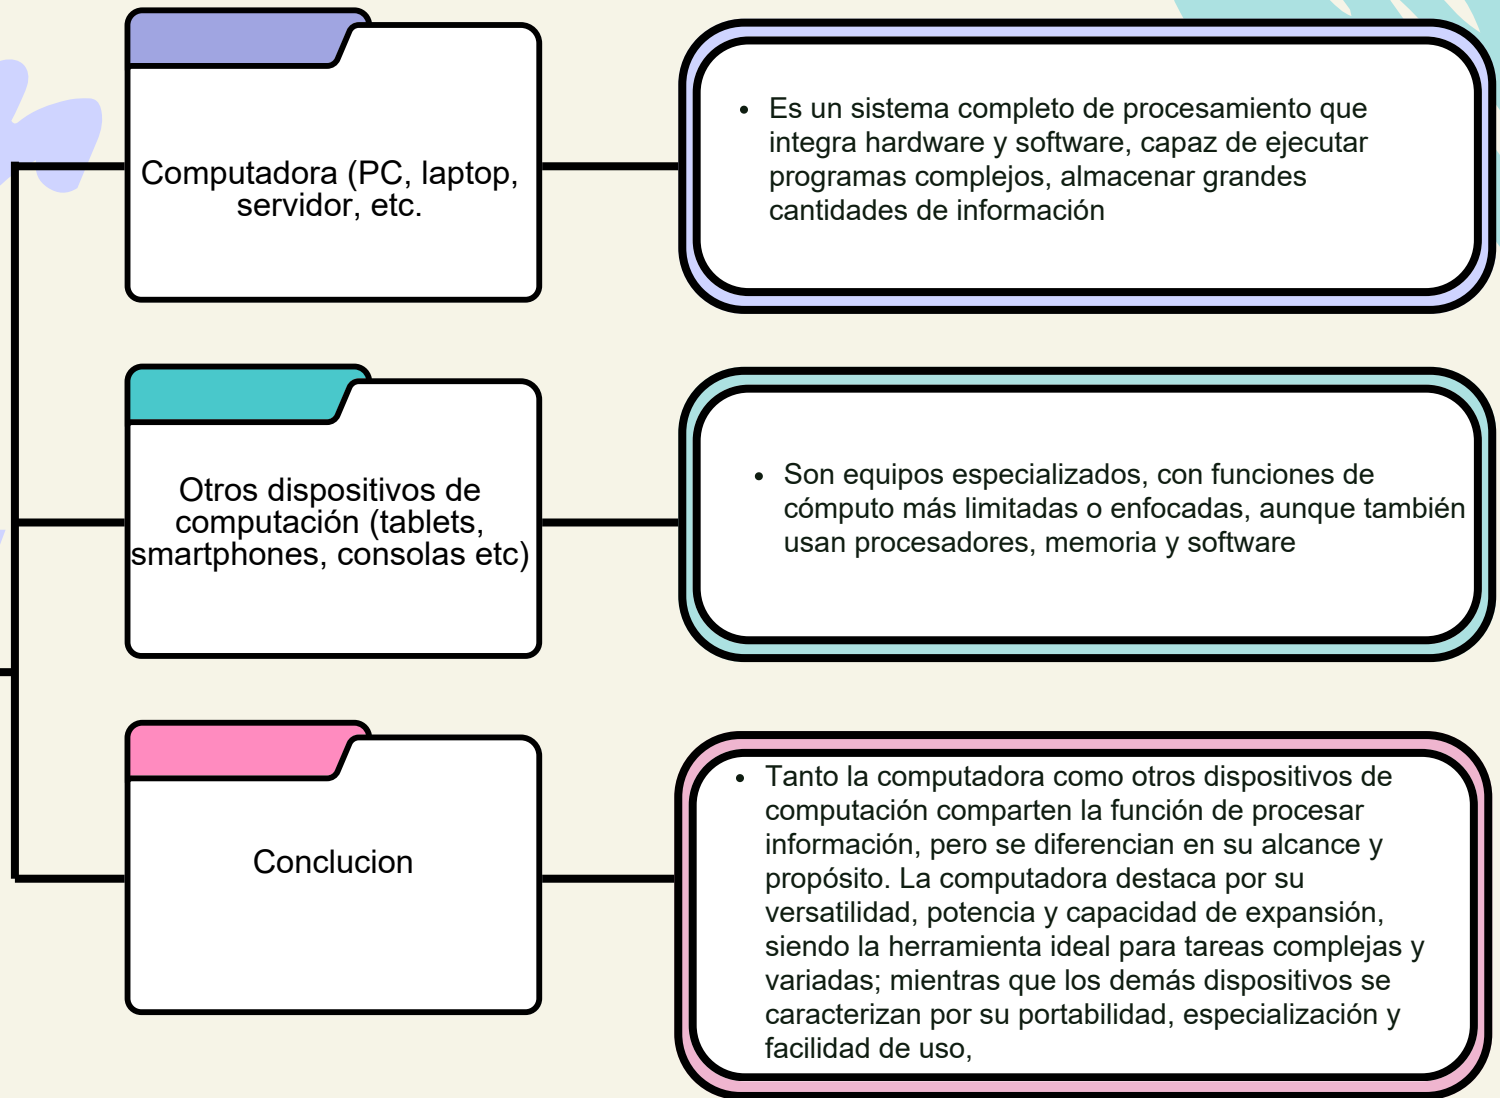 Computadora (PC, laptop,
servidor, etc.
• Es un sistema completo de procesamiento que
integra hardware y software, capaz de ejecutar
programas complejos, almacenar grandes
cantidades de información
Otros dispositivos de
computación (tablets,
smartphones, consolas etc)
• Son equipos especializados, con funciones de
cómputo más limitadas o enfocadas, aunque también
usan procesadores, memoria y software
Conclucion
• Tanto la computadora como otros dispositivos de
computación comparten la función de procesar
información, pero se diferencian en su alcance y
propósito. La computadora destaca por su
versatilidad, potencia y capacidad de expansión,
siendo la herramienta ideal para tareas complejas y
variadas; mientras que los demás dispositivos se
caracterizan por su portabilidad, especialización y
facilidad de uso,